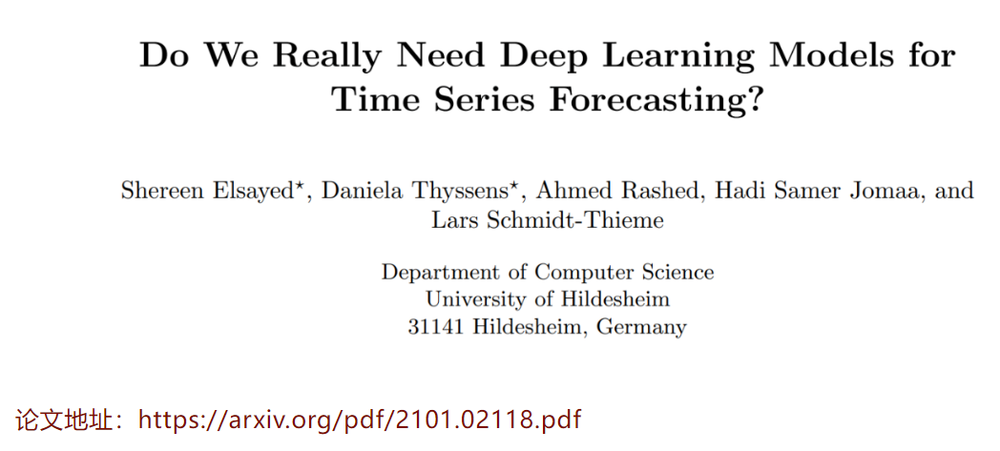 Do We Really Need Deep Learning Models for
Time Series Forecasting?
Shereen Elsayed⋆, Daniela Thyssens⋆, Ahmed Rashed, Hadi Samer Jomaa, and
Lars Schmidt-Thieme
Department of Computer Science
University of Hildesheim
31141 Hildesheim, Germany
论文地址：https://arxiv.org/pdf/2101.02118.pdf